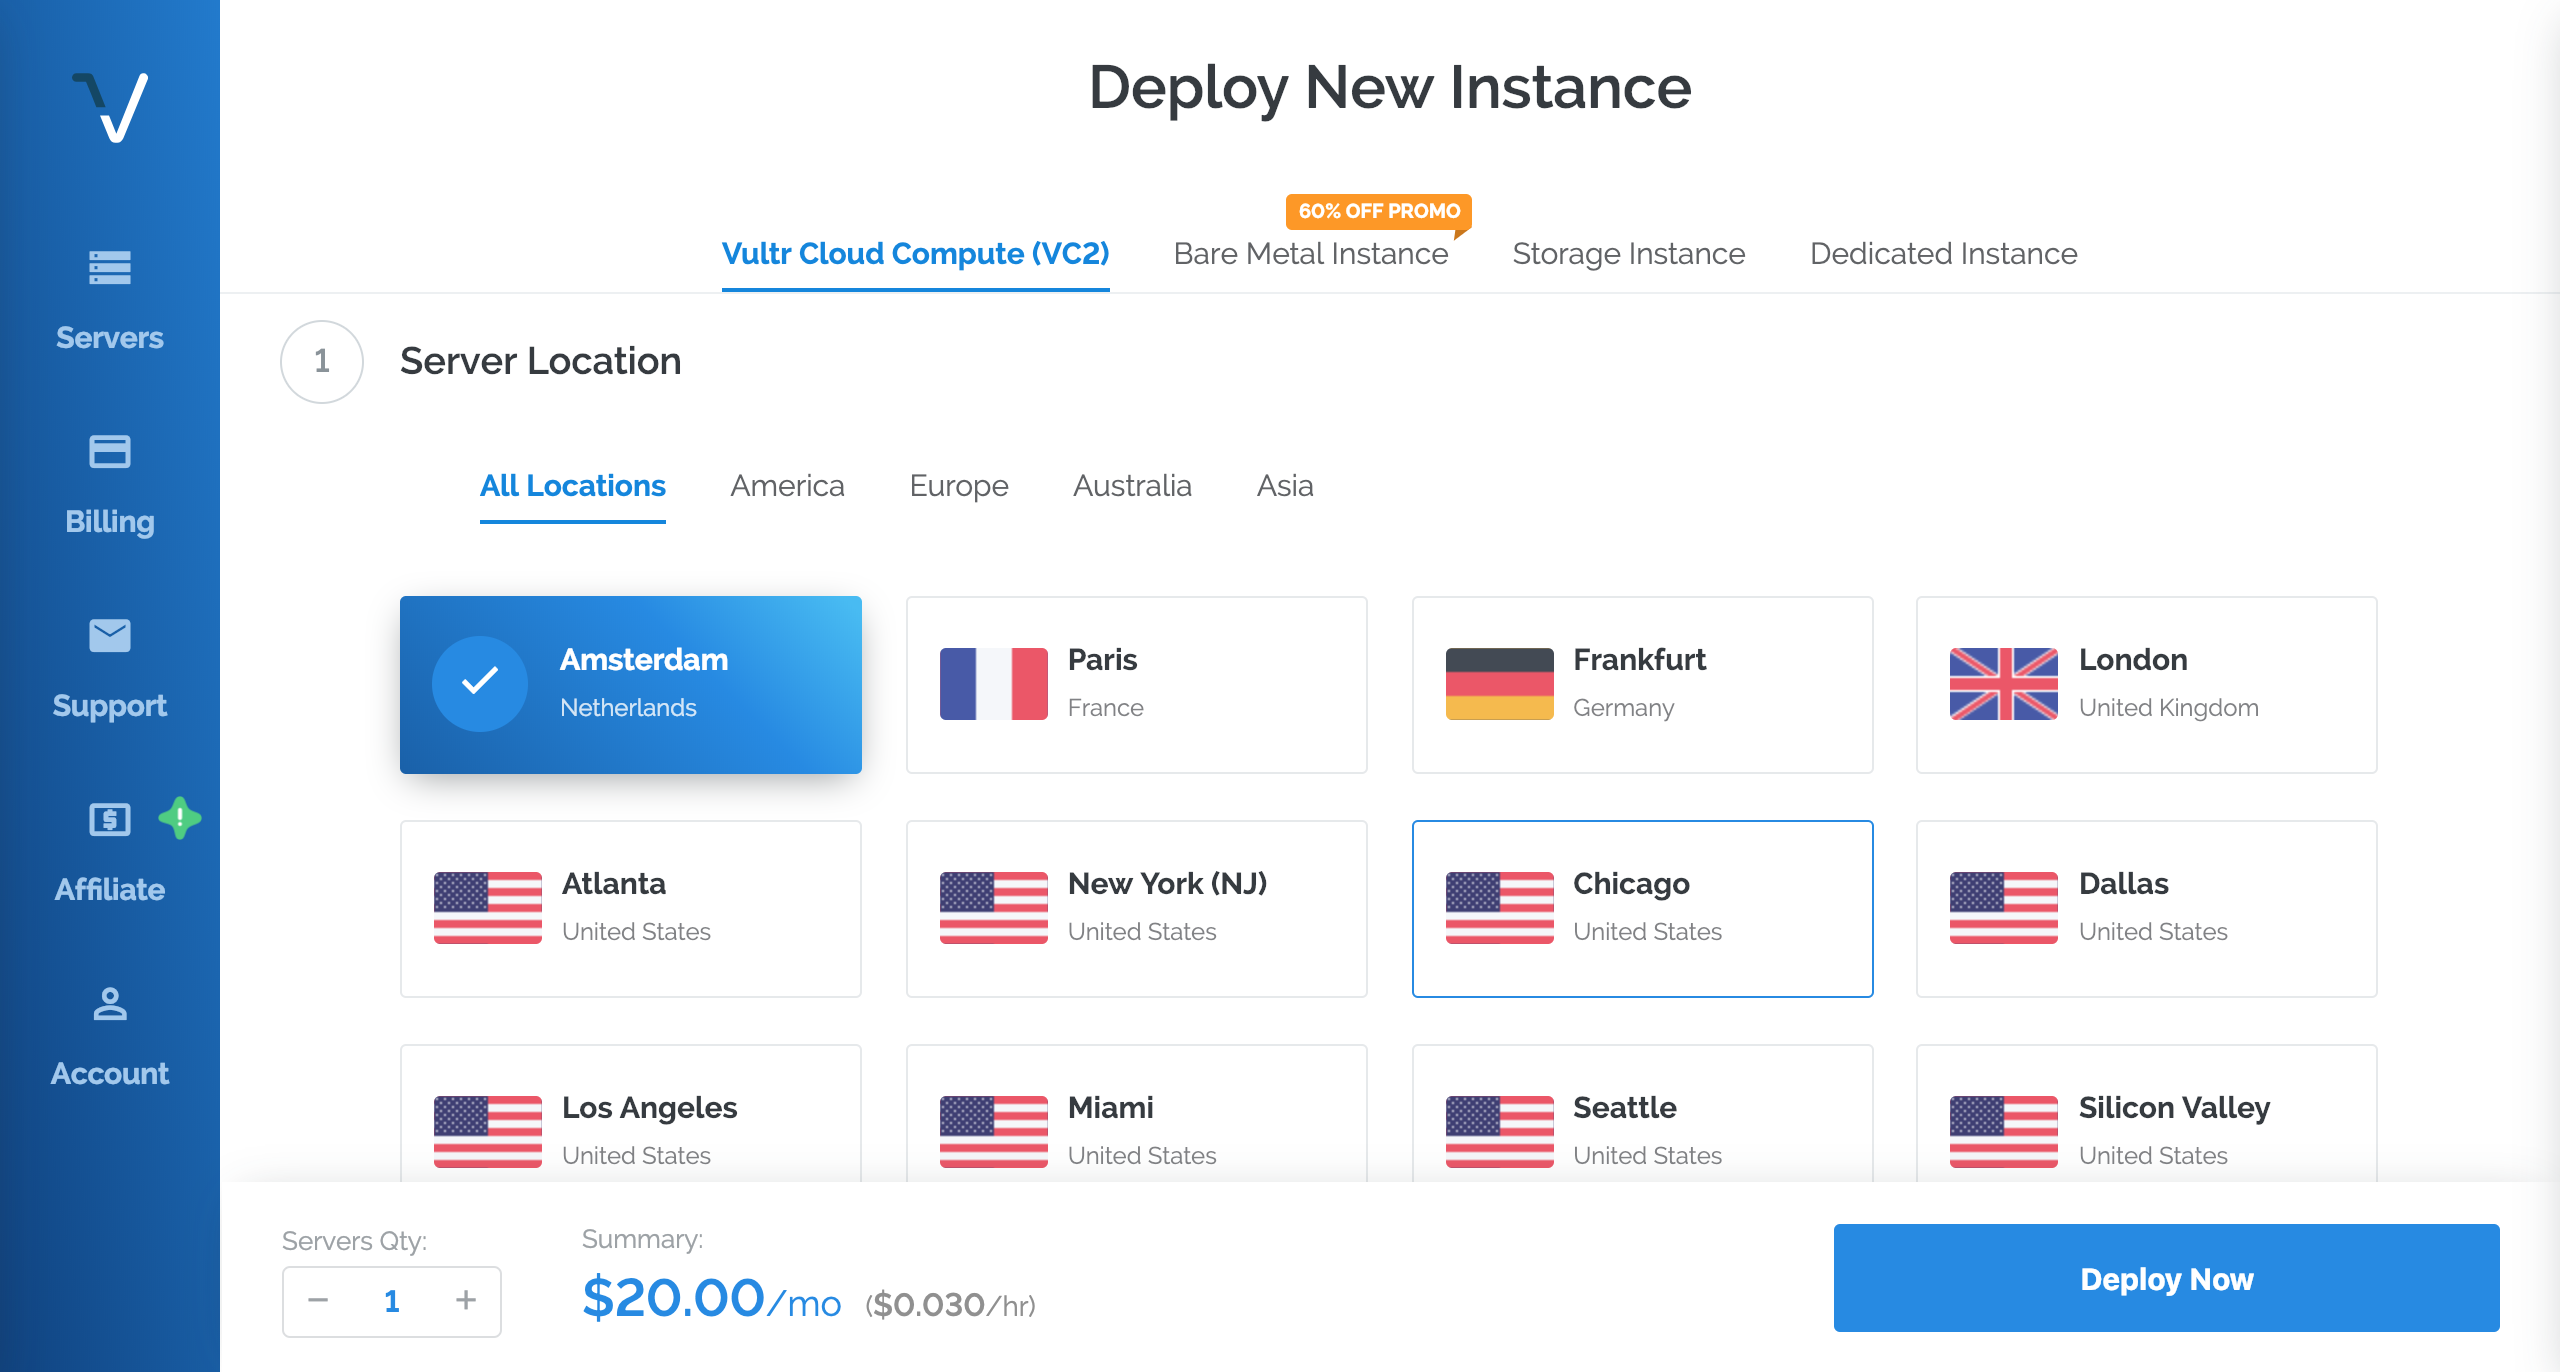 Deploy New Instance
60% OFF PROMO
Vultr Cloud Compute (VC2)
Bare Metal Instance
Storage Instance
Dedicated Instance
Servers
Billing
Support
Affiliate
Account
1
Server Location
All Locations
America
Europe
Australia
Asia
Amsterdam
Netherlands
Paris
France
Frankfurt
Germany
London
United Kingdom
Atlanta
United States
New York (NJ)
United States
Chicago
United States
Dallas
United States
Los Angeles
United States
Miami
United States
Seattle
United States
Silicon Valley
United States
Servers Qty:
− 1 +
Summary:
$20.00/mo ($0.030/hr)
Deploy Now